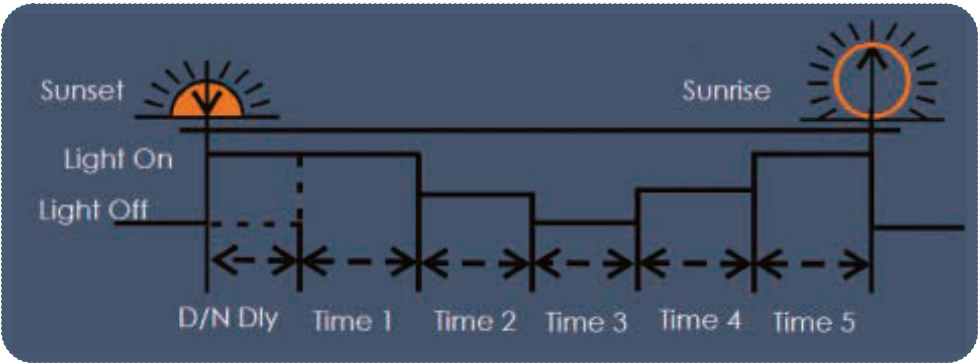 Sunset
Sunrise
Light On
Light Off
D/N Dly Time 1 Time 2 Time 3 Time 4 Time 5